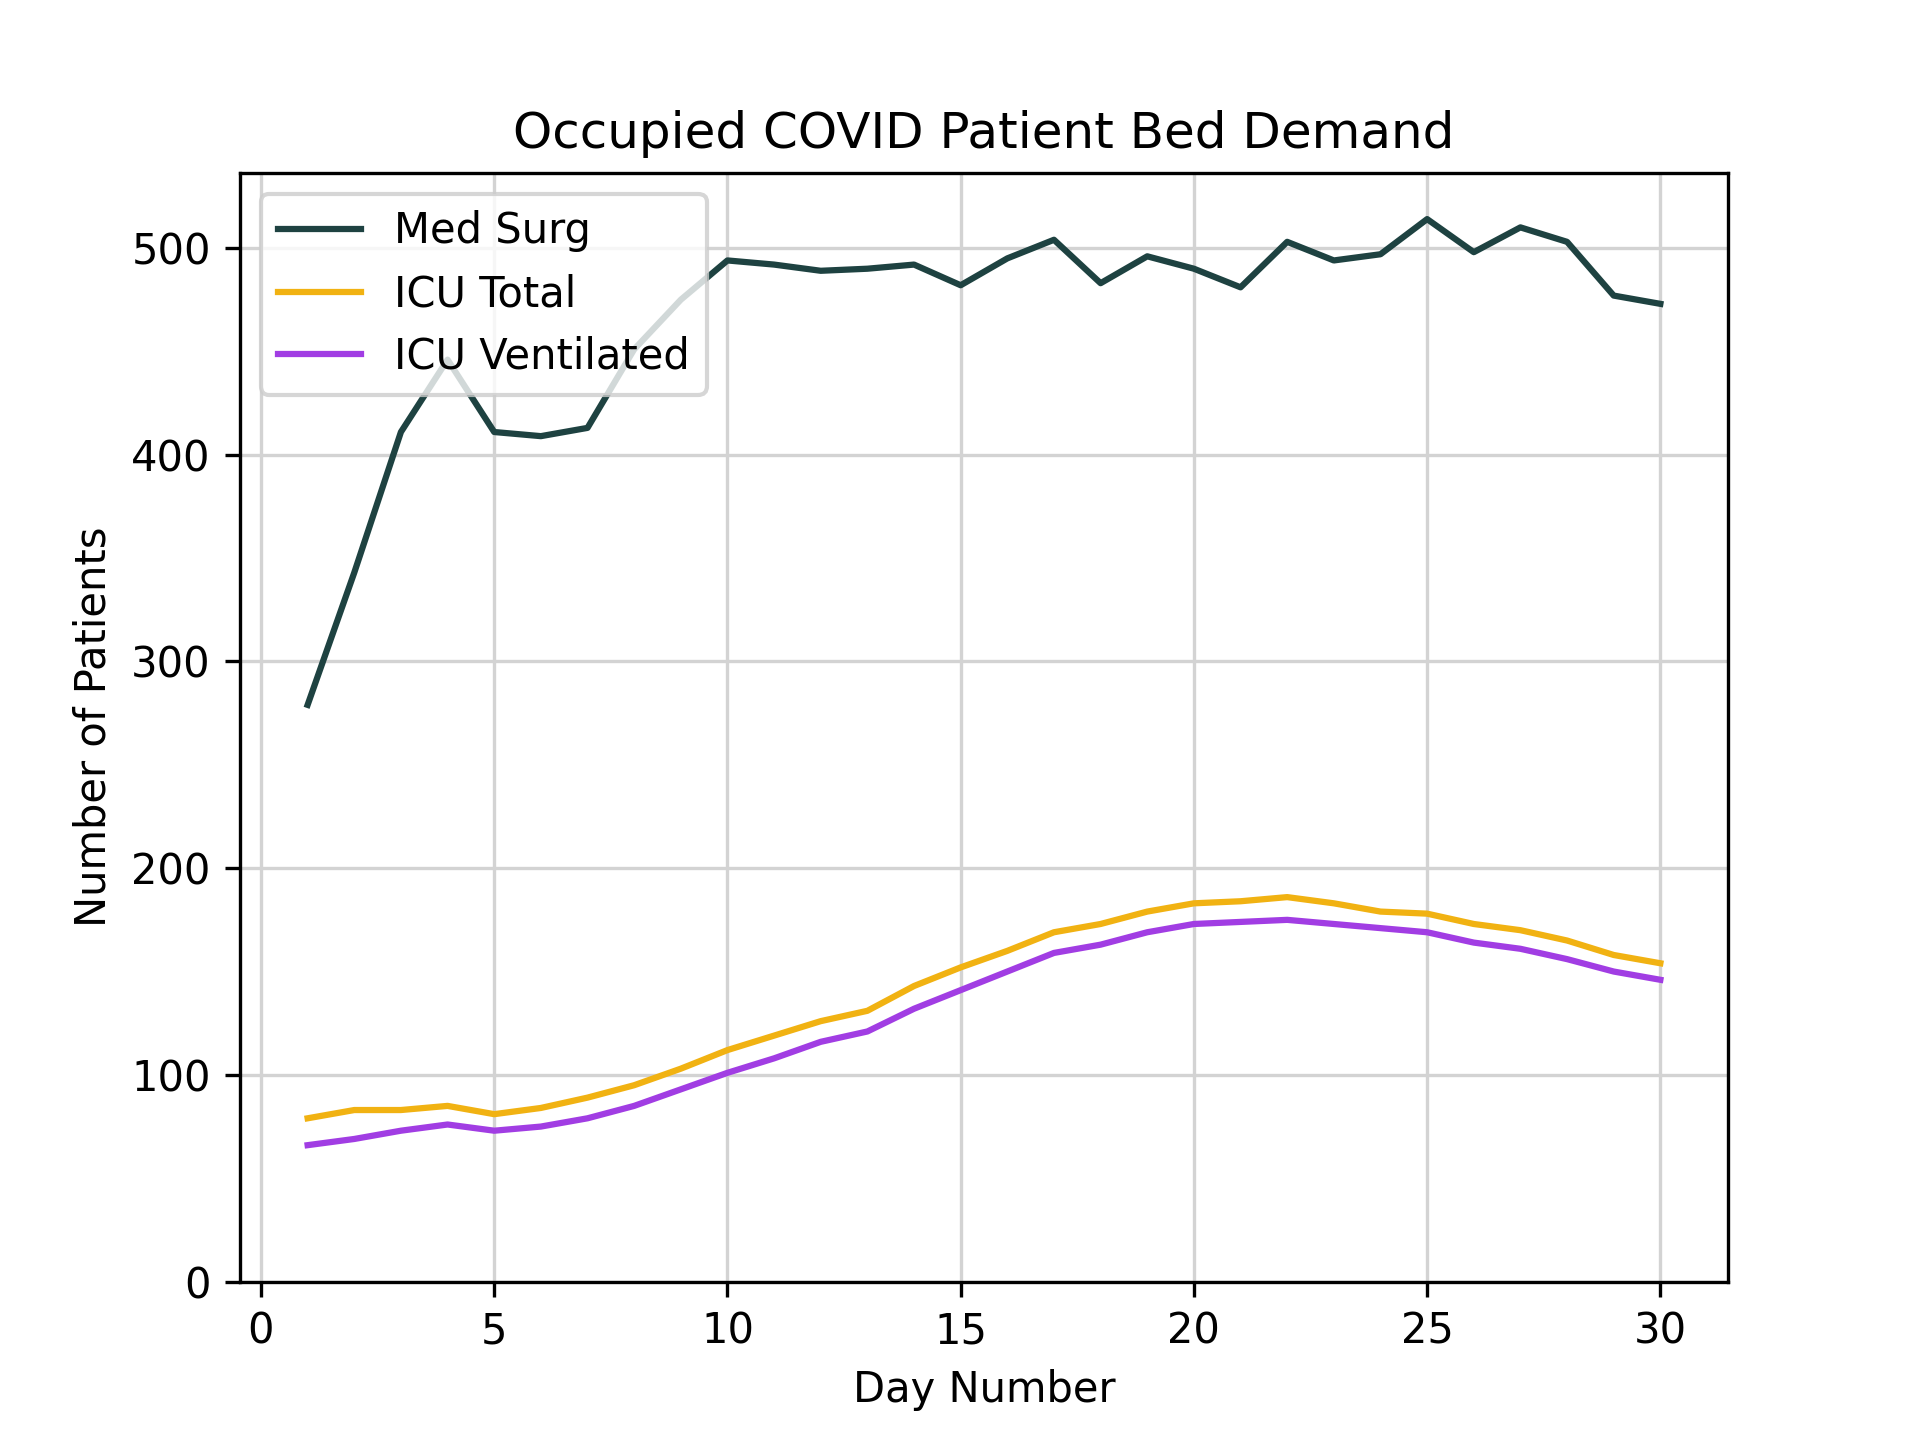 Occupied COVID Patient Bed Demand
Med Surg
ICU Total
ICU Ventilated
Number of Patients
500
400
300
200
100
0
0 5 10 15 20 25 30
Day Number